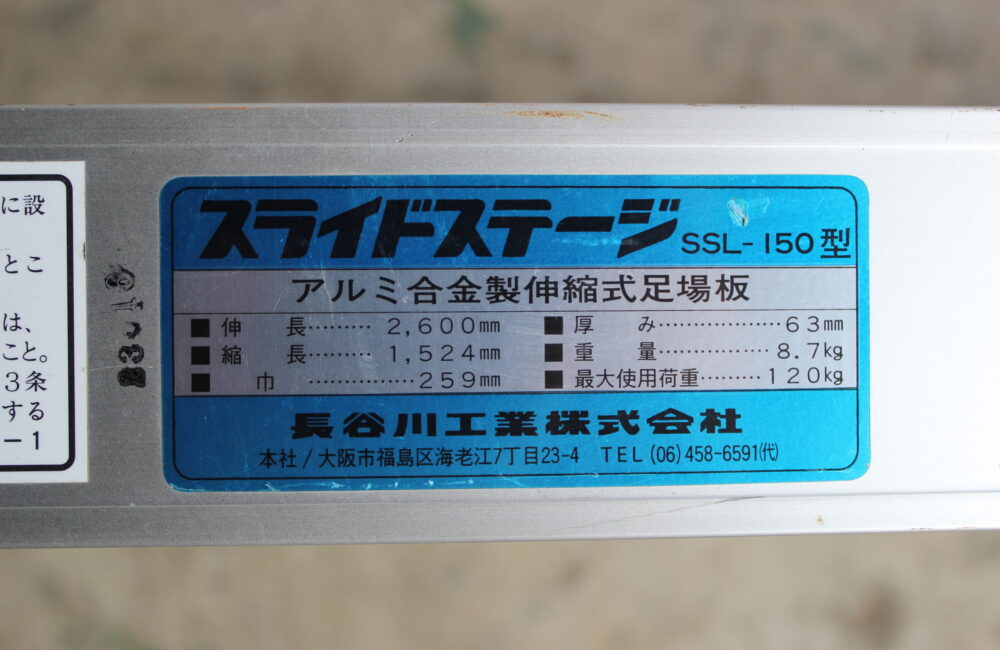 に設
とこ
は、
こと。
3条
する
－1
スライドステージ SSL-150型
アルミ合金製伸縮式足場板
■伸　長……… 2,600mm ■厚　み………………63mm
■縮　長……… 1,524mm ■重　量……………8.7kg
■　巾　……………259mm ■最大使用荷重………120kg
長谷川工業株式会社
本社/大阪市福島区海老江7丁目23-4 TEL(06)458-6591㈹